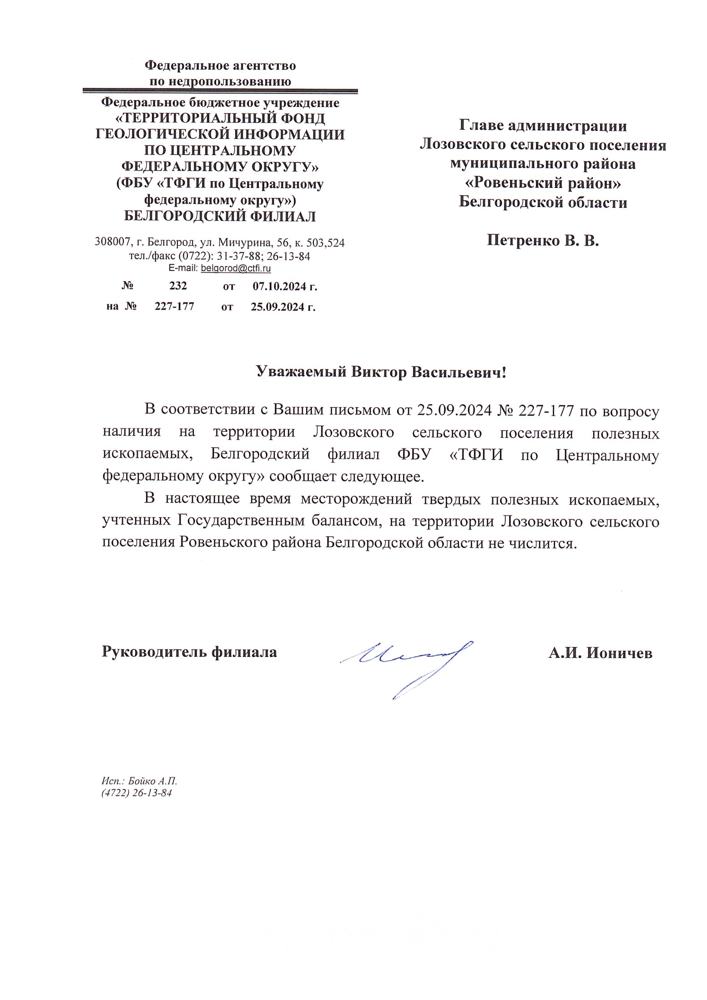 Федеральное агентство
по недропользованию
Федеральное бюджетное учреждение
«ТЕРРИТОРИАЛЬНЫЙ ФОНД
ГЕОЛОГИЧЕСКОЙ ИНФОРМАЦИИ
ПО ЦЕНТРАЛЬНОМУ
ФЕДЕРАЛЬНОМУ ОКРУГУ»
(ФБУ «ТФГИ по Центральному
федеральному округу»)
БЕЛГОРОДСКИЙ ФИЛИАЛ
308007, г. Белгород, ул. Мичурина, 56, к. 503,524
тел./факс (0722): 31-37-88; 26-13-84
E-mail: belgorod@ctfi.ru
№ 232 от 07.10.2024 г.
на № 227-177 от 25.09.2024 г.
Главе администрации
Лозовского сельского поселения
муниципального района
«Ровеньский район»
Белгородской области
Петренко В. В.
Уважаемый Виктор Васильевич!
В соответствии с Вашим письмом от 25.09.2024 № 227-177 по вопросу
наличия на территории Лозовского сельского поселения полезных
ископаемых, Белгородский филиал ФБУ «ТФГИ по Центральному
федеральному округу» сообщает следующее.
В настоящее время месторождений твердых полезных ископаемых,
учтенных Государственным балансом, на территории Лозовского сельского
поселения Ровеньского района Белгородской области не числится.
Руководитель филиала А.И. Ионичев
Исп.: Бойко А.П.
(4722) 26-13-84